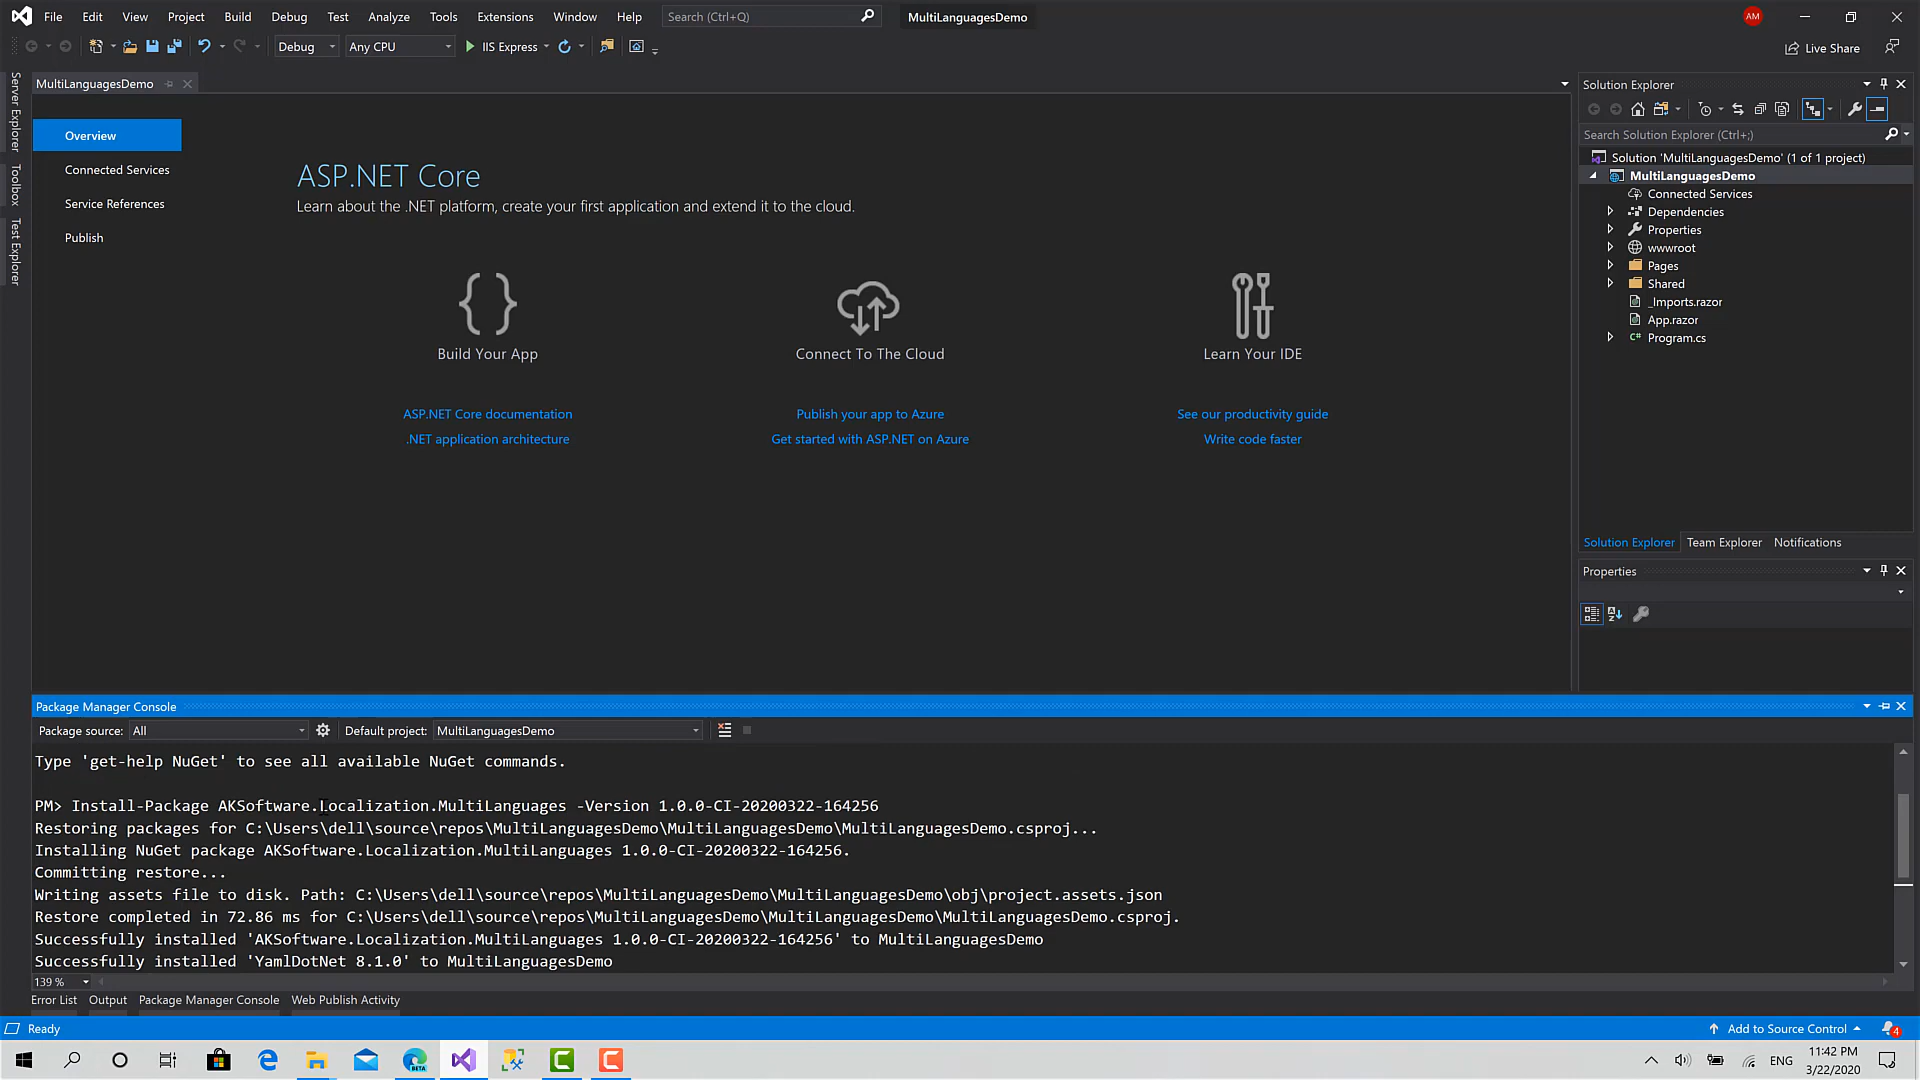 File Edit View Project Build Debug Test Analyze Tools Extensions Window Help Search (Ctrl+Q) MultiLanguagesDemo AM
Debug Any CPU IIS Express Live Share
Server Explorer
Toolbox
Test Explorer
MultiLanguagesDemo
Overview
Connected Services
Service References
Publish
ASP.NET Core
Learn about the .NET platform, create your first application and extend it to the cloud.
Build Your App
ASP.NET Core documentation
.NET application architecture
Connect To The Cloud
Publish your app to Azure
Get started with ASP.NET on Azure
Learn Your IDE
See our productivity guide
Write code faster
Solution Explorer
Search Solution Explorer (Ctrl+;)
Solution 'MultiLanguagesDemo' (1 of 1 project)
MultiLanguagesDemo
Connected Services
Dependencies
Properties
wwwroot
Pages
Shared
_Imports.razor
App.razor
C# Program.cs
Solution Explorer Team Explorer Notifications
Properties
Package Manager Console
Package source: All Default project: MultiLanguagesDemo
Type 'get-help NuGet' to see all available NuGet commands.
PM> Install-Package AKSoftware.Localization.MultiLanguages -Version 1.0.0-CI-20200322-164256
Restoring packages for C:\Users\dell\source\repos\MultiLanguagesDemo\MultiLanguagesDemo\MultiLanguagesDemo.csproj...
Installing NuGet package AKSoftware.Localization.MultiLanguages 1.0.0-CI-20200322-164256.
Committing restore...
Writing assets file to disk. Path: C:\Users\dell\source\repos\MultiLanguagesDemo\MultiLanguagesDemo\obj\project.assets.json
Restore completed in 72.86 ms for C:\Users\dell\source\repos\MultiLanguagesDemo\MultiLanguagesDemo\MultiLanguagesDemo.csproj.
Successfully installed 'AKSoftware.Localization.MultiLanguages 1.0.0-CI-20200322-164256' to MultiLanguagesDemo
Successfully installed 'YamlDotNet 8.1.0' to MultiLanguagesDemo
139 %
Error List Output Package Manager Console Web Publish Activity
Ready Add to Source Control 4
BETA
ENG 11:42 PM
3/22/2020